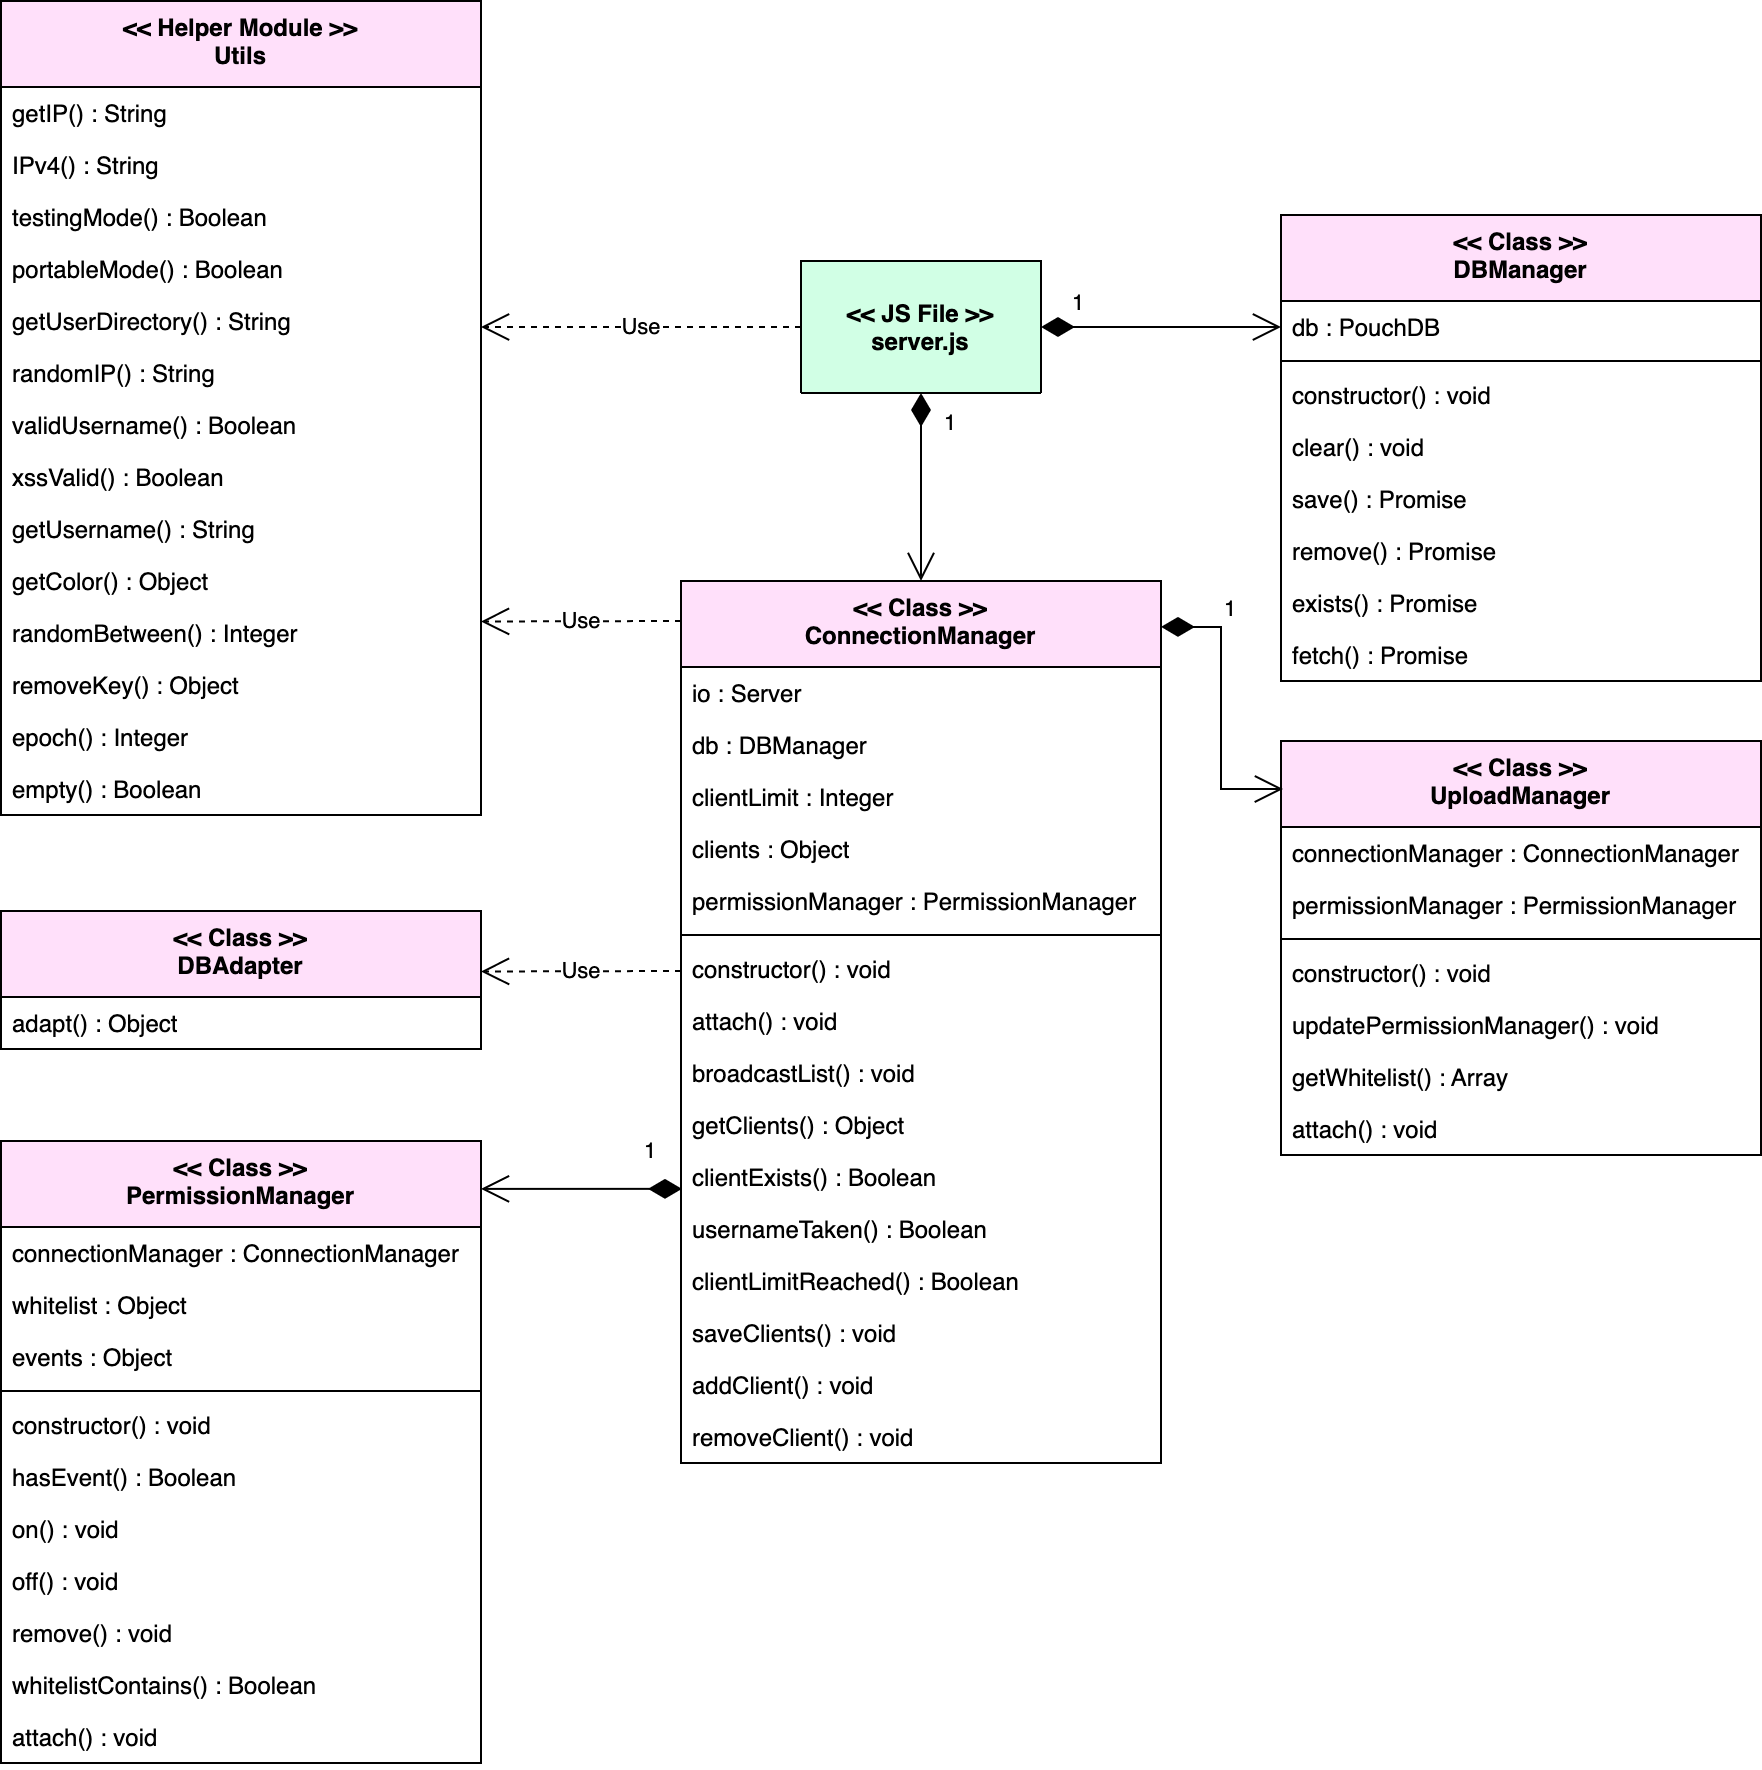 << Helper Module >>
Utils
getIP() : String
IPv4() : String
testingMode() : Boolean
portableMode() : Boolean
getUserDirectory() : String
randomIP() : String
validUsername() : Boolean
xssValid() : Boolean
getUsername() : String
getColor() : Object
randomBetween() : Integer
removeKey() : Object
epoch() : Integer
empty() : Boolean
Use
<< JS File >>
server.js
1
1
<< Class >>
DBManager
db : PouchDB
constructor() : void
clear() : void
save() : Promise
remove() : Promise
exists() : Promise
fetch() : Promise
Use
<< Class >>
ConnectionManager
io : Server
db : DBManager
clientLimit : Integer
clients : Object
permissionManager : PermissionManager
constructor() : void
attach() : void
broadcastList() : void
getClients() : Object
clientExists() : Boolean
usernameTaken() : Boolean
clientLimitReached() : Boolean
saveClients() : void
addClient() : void
removeClient() : void
1
<< Class >>
UploadManager
connectionManager : ConnectionManager
permissionManager : PermissionManager
constructor() : void
updatePermissionManager() : void
getWhitelist() : Array
attach() : void
Use
<< Class >>
DBAdapter
adapt() : Object
1
<< Class >>
PermissionManager
connectionManager : ConnectionManager
whitelist : Object
events : Object
constructor() : void
hasEvent() : Boolean
on() : void
off() : void
remove() : void
whitelistContains() : Boolean
attach() : void